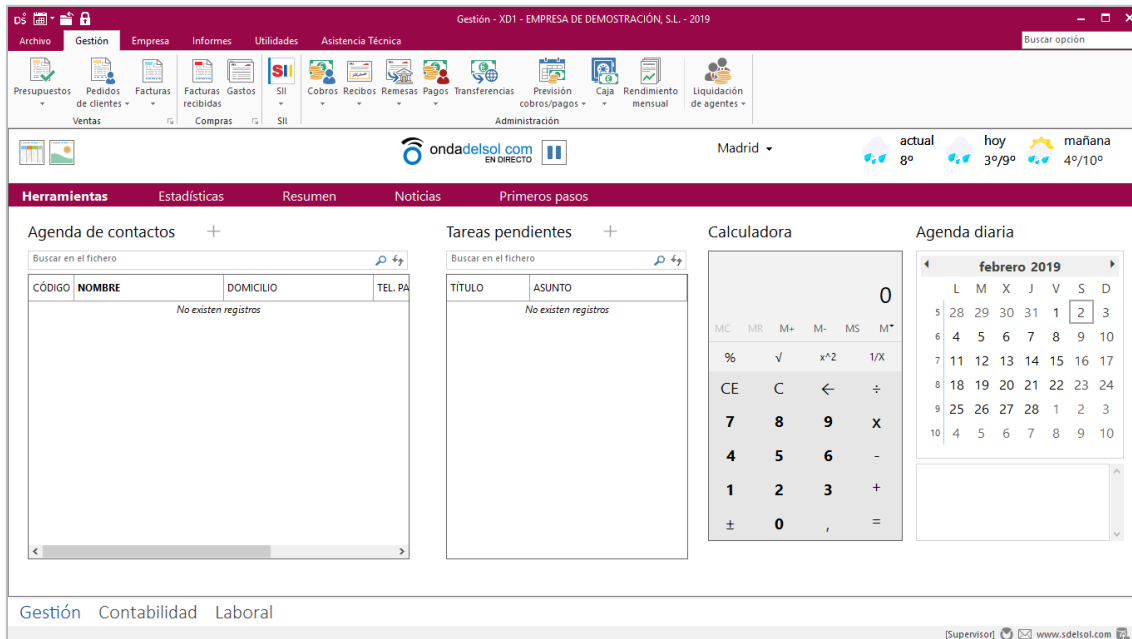 DS
Gestión - XD1 - EMPRESA DE DEMOSTRACIÓN, S.L. - 2019
Archivo Gestión Empresa Informes Utilidades Asistencia Técnica
Buscar opción
SII
Presupuestos Pedidos de clientes Facturas Facturas recibidas Gastos SII Cobros Recibos Remesas Pagos Transferencias Previsión cobros/pagos Caja Rendimiento mensual Liquidación de agentes
Ventas Compras SII Administración
ondadelsol com
EN DIRECTO
Madrid
actual
8º
hoy
3º/9º
mañana
4º/10º
Herramientas Estadísticas Resumen Noticias Primeros pasos
Agenda de contactos +
Buscar en el fichero
CÓDIGO NOMBRE DOMICILIO TEL. PA
No existen registros
Tareas pendientes +
Buscar en el fichero
TÍTULO ASUNTO
No existen registros
Calculadora
0
MC MR M+ M- MS M
% √ x^2 1/X
CE C ← ÷
7 8 9 x
4 5 6 -
1 2 3 +
± 0 , =
Agenda diaria
febrero 2019
L M X J V S D
5 28 29 30 31 1 2 3
6 4 5 6 7 8 9 10
7 11 12 13 14 15 16 17
8 18 19 20 21 22 23 24
9 25 26 27 28 1 2 3
10 4 5 6 7 8 9 10
Gestión Contabilidad Laboral
[Supervisor] www.sdelsol.com